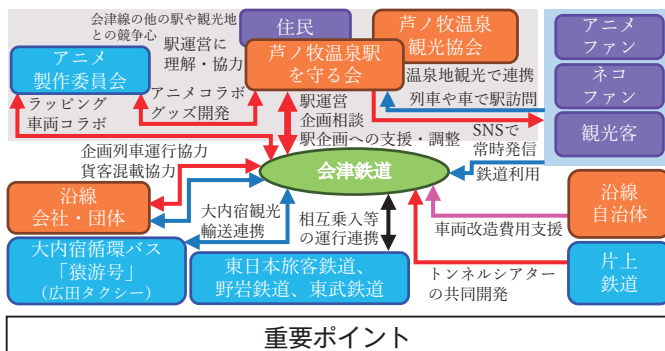 会津線の他の駅や観光地
との競争心
住民
芦ノ牧温泉
観光協会
アニメ
ファン
駅運営に
理解・協力
芦ノ牧温泉駅
を守る会
アニメ
製作委員会
ネコ
ファン
温泉地観光で連携
ラッピング
車両コラボ
アニメコラボ
グッズ開発
駅運営
企画相談
駅企画への支援・調整
列車や車で駅訪問
SNSで
常時発信
観光客
企画列車運行協力
貨客混載協力
会津鉄道
鉄道利用
沿線
会社・団体
大内宿観光
輸送連携
相互乗入等
の運行連携
車両改造費用支援
沿線
自治体
大内宿循環バス
「猿游号」
(広田タクシー)
東日本旅客鉄道、
野岩鉄道、東武鉄道
トンネルシアター
の共同開発
片上
鉄道
重要ポイント